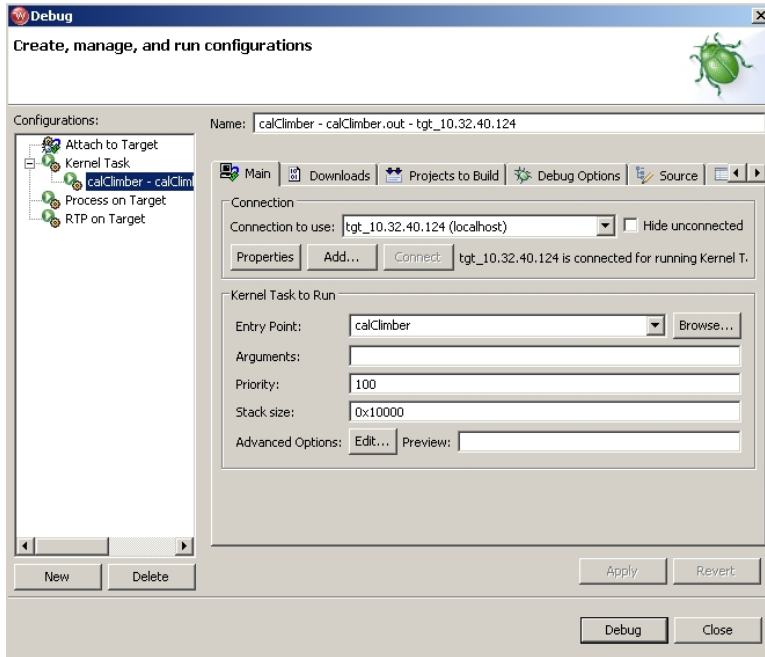 Debug
Create, manage, and run configurations
Configurations:
Attach to Target
Kernel Task
calClimber - calClim
Process on Target
RTP on Target
New Delete
Name: calClimber - calClimber.out - tgt_10.32.40.124
Main Downloads Projects to Build Debug Options Source
Connection
Connection to use: tgt_10.32.40.124 (localhost) Hide unconnected
Properties Add... Connect tgt_10.32.40.124 is connected for running Kernel T
Kernel Task to Run
Entry Point: calClimber Browse...
Arguments:
Priority: 100
Stack size: 0x10000
Advanced Options: Edit... Preview:
Apply Revert
Debug Close